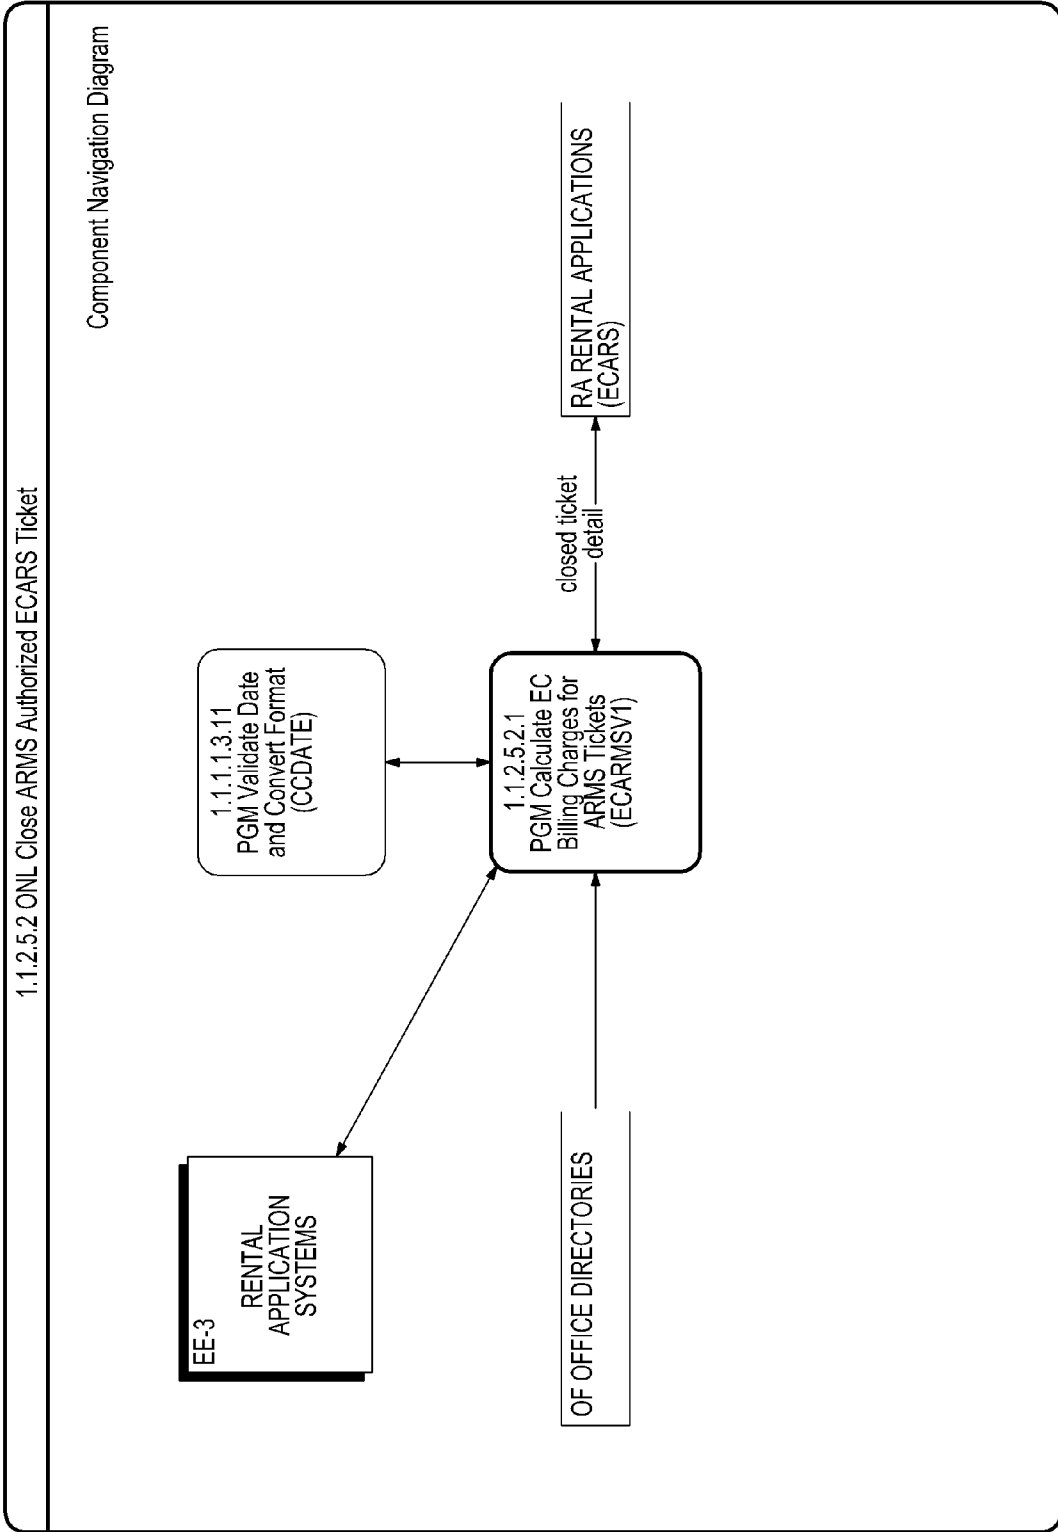 1.1.2.5.2 ONL Close ARMS Authorized ECARS Ticket
Component Navigation Diagram
EE-3
RENTAL
APPLICATION
SYSTEMS
1.1.1.1.3.11
PGM Validate Date
and Convert Format
(CCDATE)
OF OFFICE DIRECTORIES
1.1.2.5.2.1
PGM Calculate EC
Billing Charges for
ARMS Tickets
(ECARMSV1)
closed ticket
detail
RA RENTAL APPLICATIONS
(ECARS)